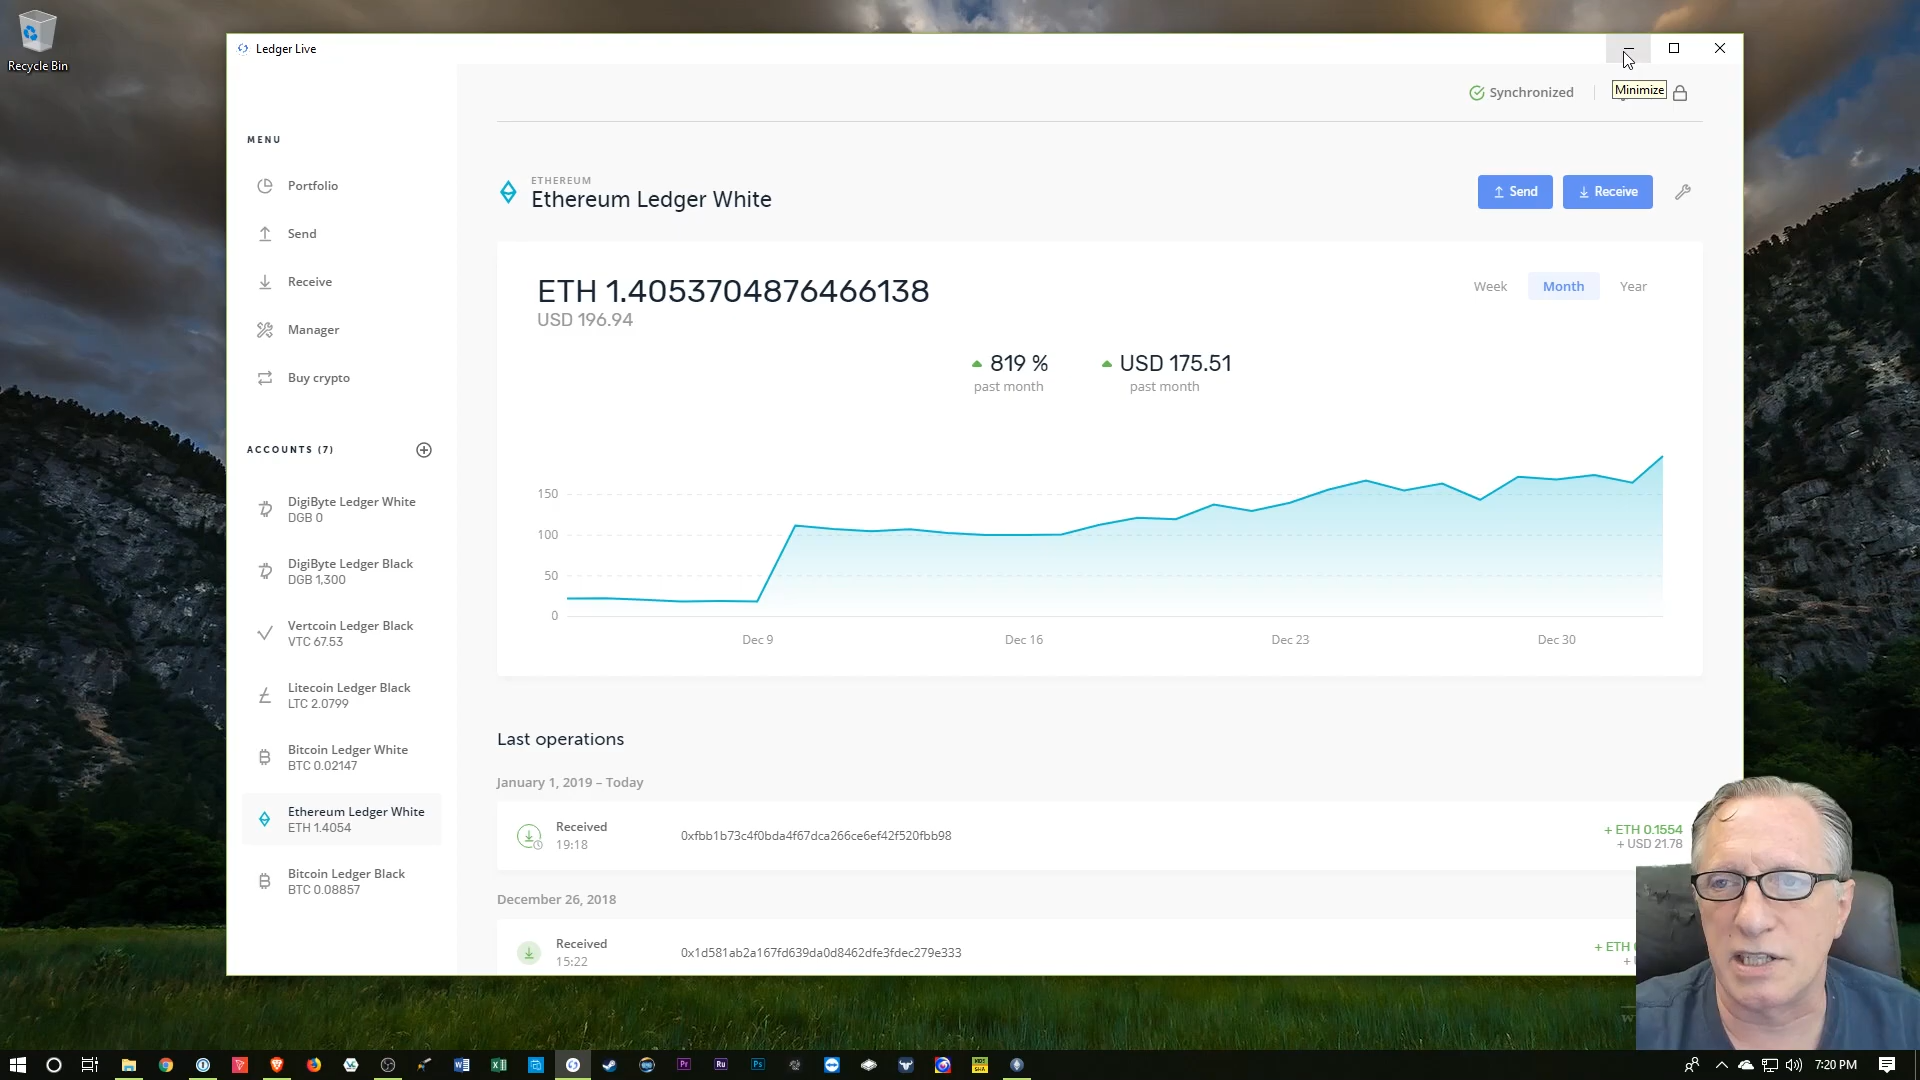 Recycle Bin
Ledger Live
Minimize
Synchronized
MENU
Portfolio
Send
Receive
Manager
Buy crypto
ACCOUNTS (7)
DigiByte Ledger White
DGB 0
DigiByte Ledger Black
DGB 1,300
Vertcoin Ledger Black
VTC 67.53
Litecoin Ledger Black
LTC 2.0799
Bitcoin Ledger White
BTC 0.02147
Ethereum Ledger White
ETH 1.4054
Bitcoin Ledger Black
BTC 0.08857
ETHEREUM
Ethereum Ledger White
Send
Receive
ETH 1.4053704876466138
USD 196.94
Week Month Year
819 %
past month
USD 175.51
past month
150
100
50
0
Dec 9 Dec 16 Dec 23 Dec 30
Last operations
January 1, 2019 – Today
Received
19:18
0xfbb1b73c4f0bda4f67dca266ce6ef42f520fbb98
+ ETH 0.1554
+ USD 21.78
December 26, 2018
Received
15:22
0x1d581ab2a167fd639da0d8462dfe3fdec279e333
+ ETH
7:20 PM